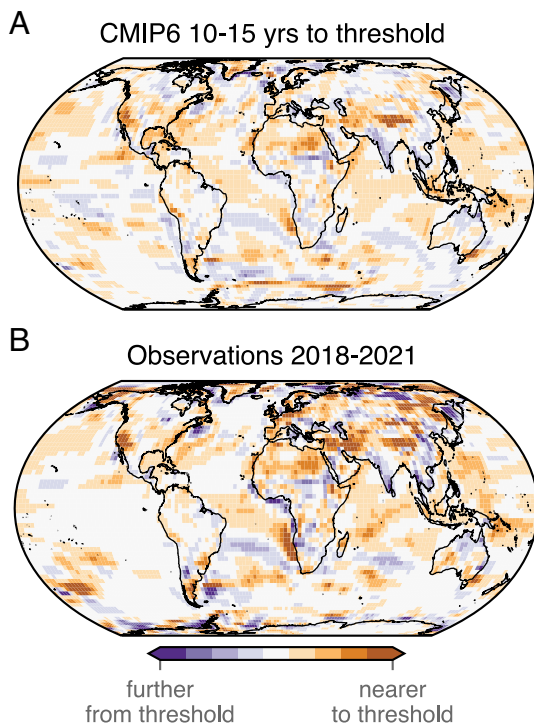 A
CMIP6 10-15 yrs to threshold
B
Observations 2018-2021
further
from threshold
nearer
to threshold